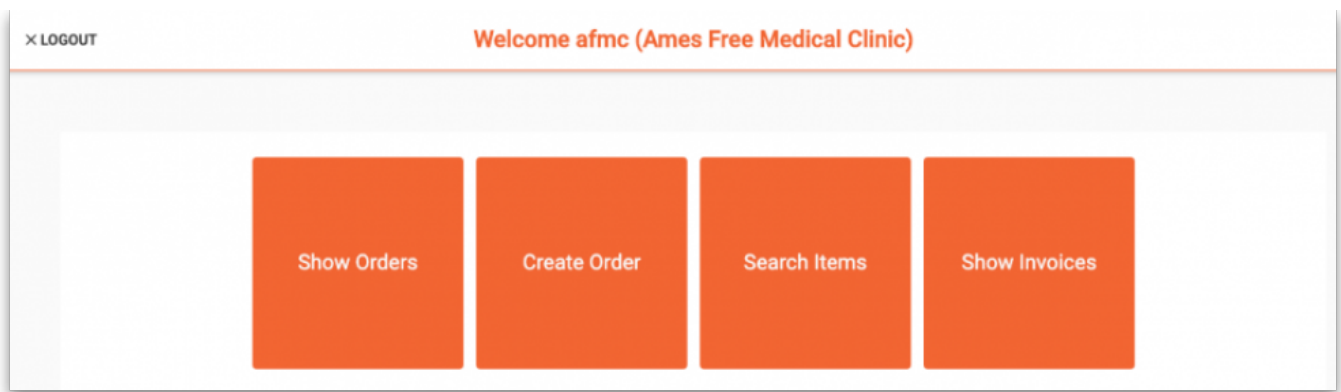 × LOGOUT
Welcome afmc (Ames Free Medical Clinic)
Show Orders
Create Order
Search Items
Show Invoices